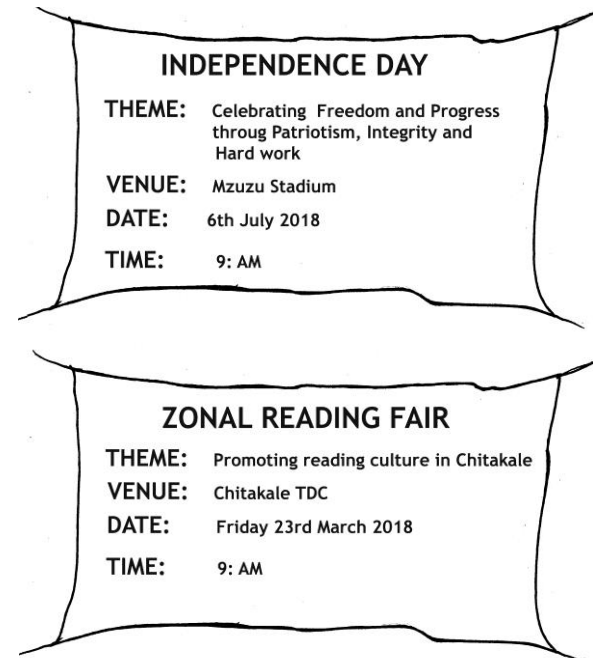 INDEPENDENCE DAY
THEME: Celebrating Freedom and Progress
throug Patriotism, Integrity and
Hard work
VENUE: Mzuzu Stadium
DATE: 6th July 2018
TIME: 9: AM
ZONAL READING FAIR
THEME: Promoting reading culture in Chitakale
VENUE: Chitakale TDC
DATE: Friday 23rd March 2018
TIME: 9: AM